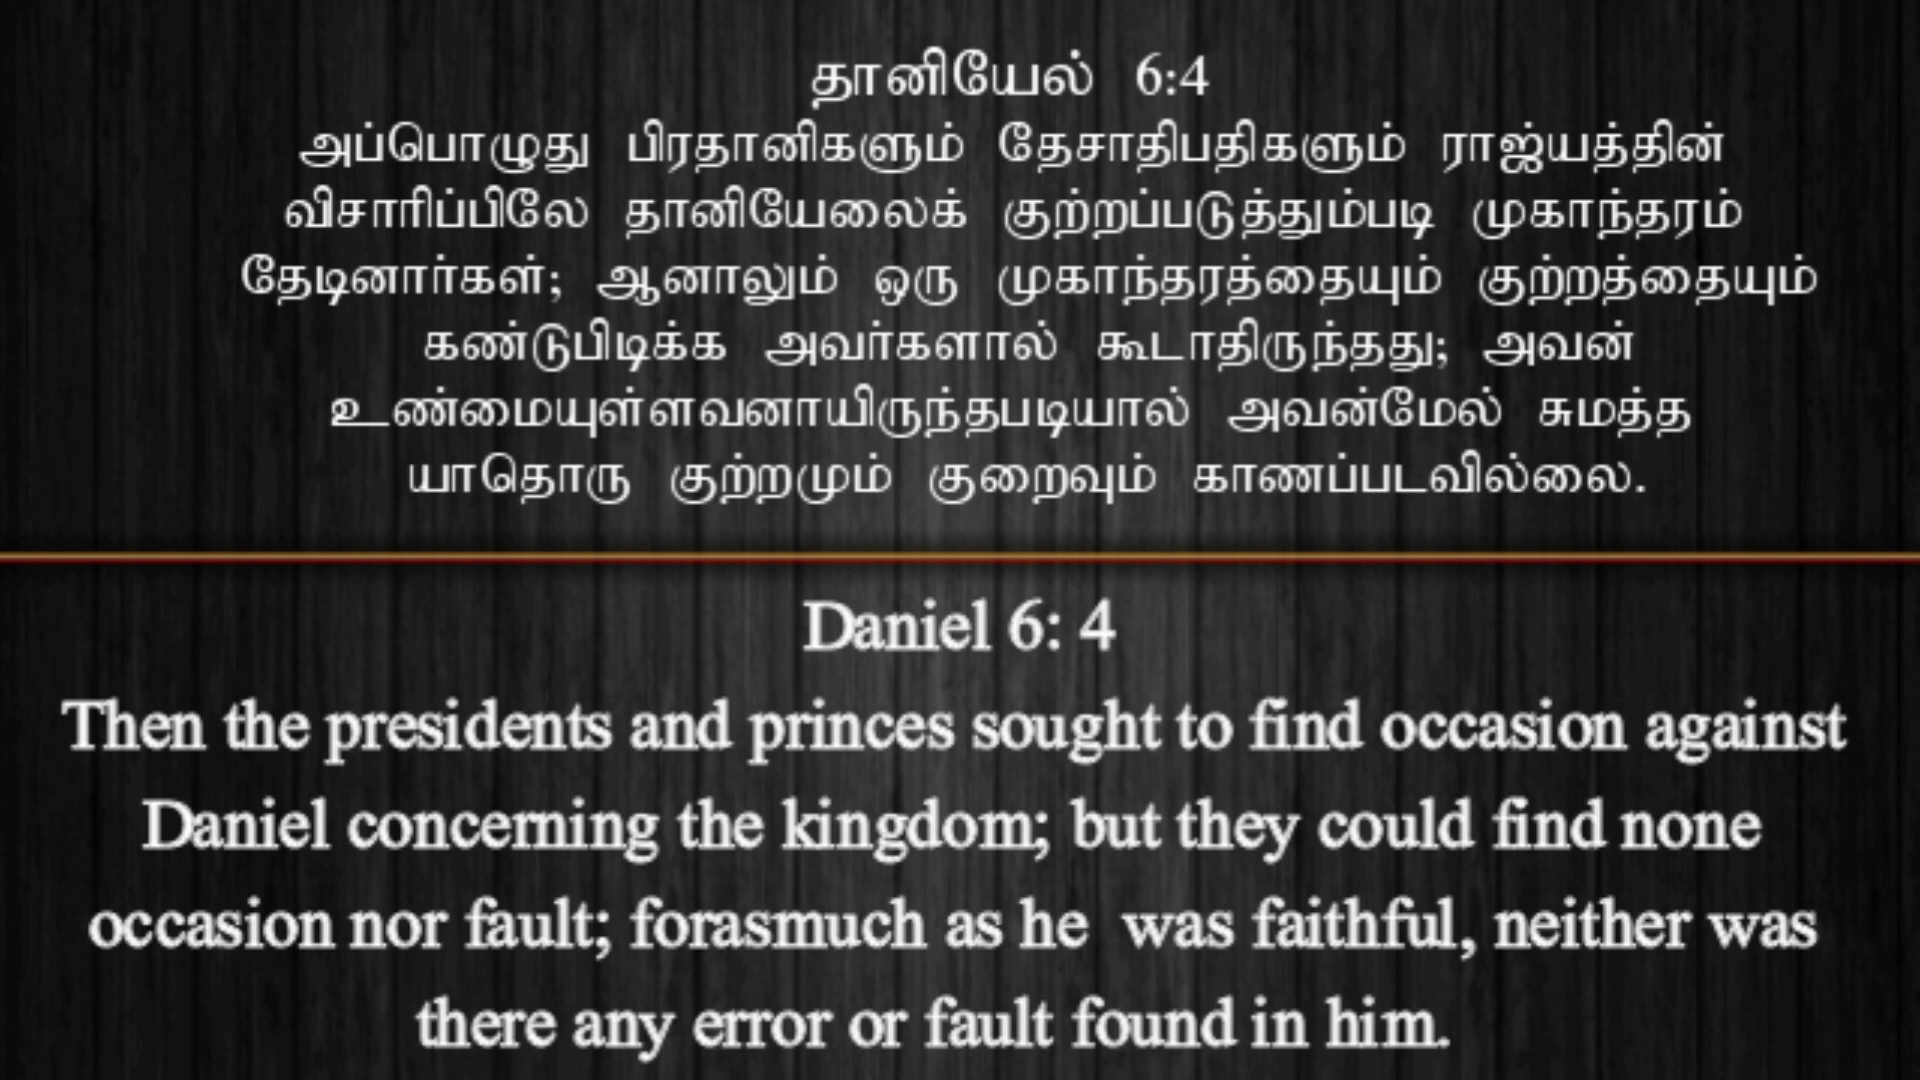 தானியேல் 6:4
அப்பொழுது பிரதானிகளும் தேசாதிபதிகளும் ராஜ்யத்தின்
விசாரிப்பிலே தானியேலைக் குற்றப்படுத்தும்படி முகாந்தரம்
தேடினார்கள்; ஆனாலும் ஒரு முகாந்தரத்தையும் குற்றத்தையும்
கண்டுபிடிக்க அவர்களால் கூடாதிருந்தது; அவன்
உண்மையுள்ளவனாயிருந்தபடியால் அவன்மேல் சுமத்த
யாதொரு குற்றமும் குறைவும் காணப்படவில்லை.
Daniel 6: 4
Then the presidents and princes sought to find occasion against
Daniel concerning the kingdom; but they could find none
occasion nor fault; forasmuch as he was faithful, neither was
there any error or fault found in him.